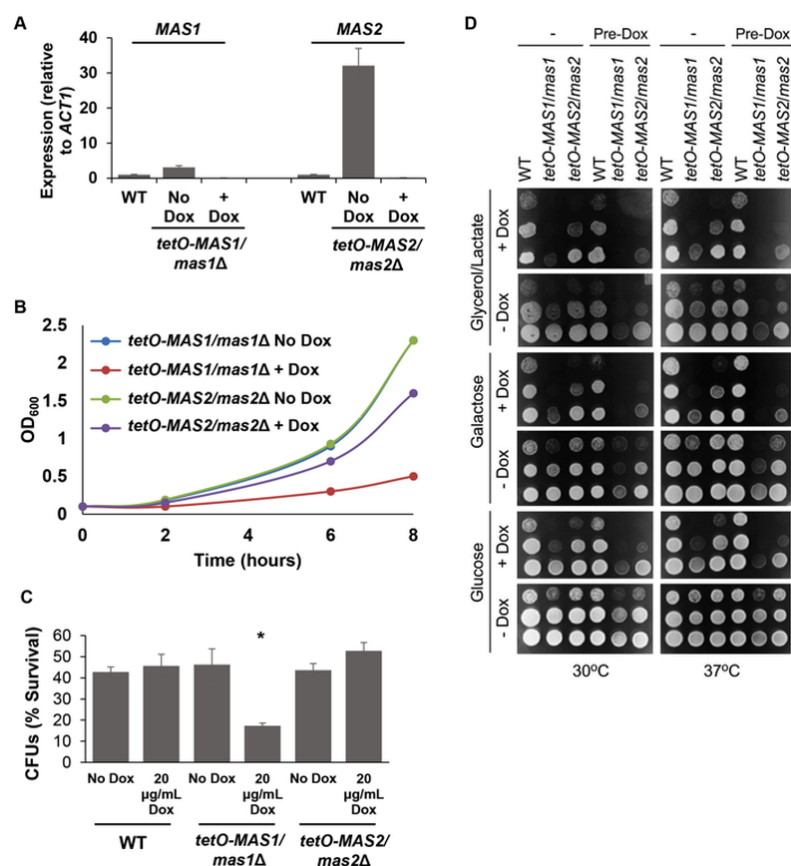 A
MAS1
MAS2
Expression (relative
to ACT1)
40
30
20
10
0
WT
No
Dox
+
Dox
WT
No
Dox
+
Dox
tetO-MAS1/
mas1Δ
tetO-MAS2/
mas2Δ
B
OD600
2.5
2
1.5
1
0.5
0
tetO-MAS1/mas1Δ No Dox
tetO-MAS1/mas1Δ + Dox
tetO-MAS2/mas2Δ No Dox
tetO-MAS2/mas2Δ + Dox
0
2
4
6
8
Time (hours)
C
CFUs (% Survival)
60
50
40
30
20
10
0
*
No Dox
20
µg/mL
Dox
No Dox
20
µg/mL
Dox
No Dox
20
µg/mL
Dox
WT
tetO-MAS1/
mas1Δ
tetO-MAS2/
mas2Δ
D
-
Pre-Dox
-
Pre-Dox
WT
tetO-MAS1/mas1
tetO-MAS2/mas2
WT
tetO-MAS1/mas1
tetO-MAS2/mas2
WT
tetO-MAS1/mas1
tetO-MAS2/mas2
WT
tetO-MAS1/mas1
tetO-MAS2/mas2
Glycerol/Lactate
+ Dox
- Dox
Galactose
+ Dox
- Dox
Glucose
+ Dox
- Dox
30ºC
37ºC